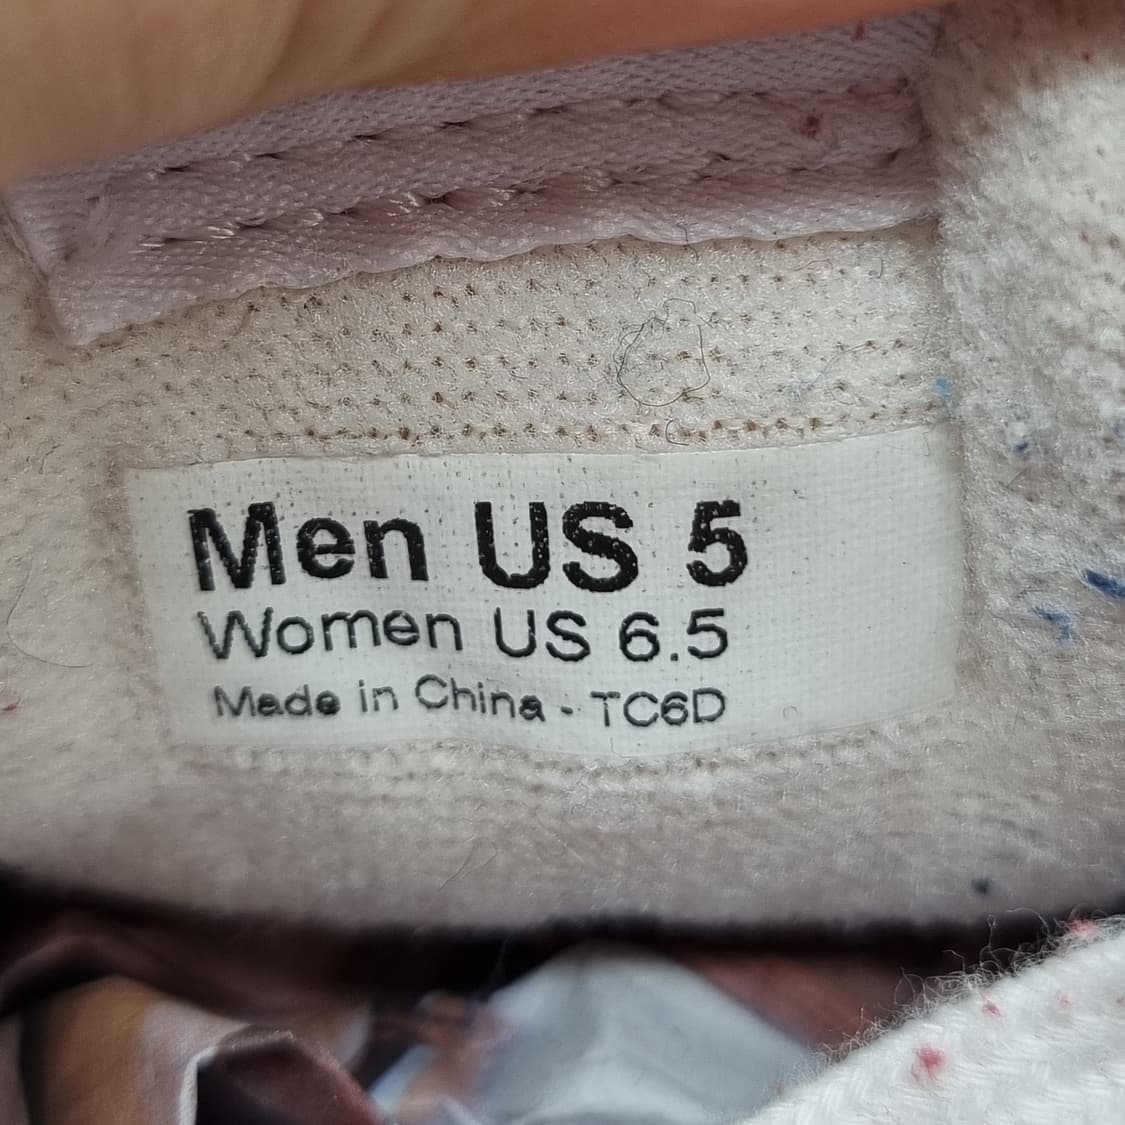 Men US 5
Women US 6.5
Made in China - TC6D